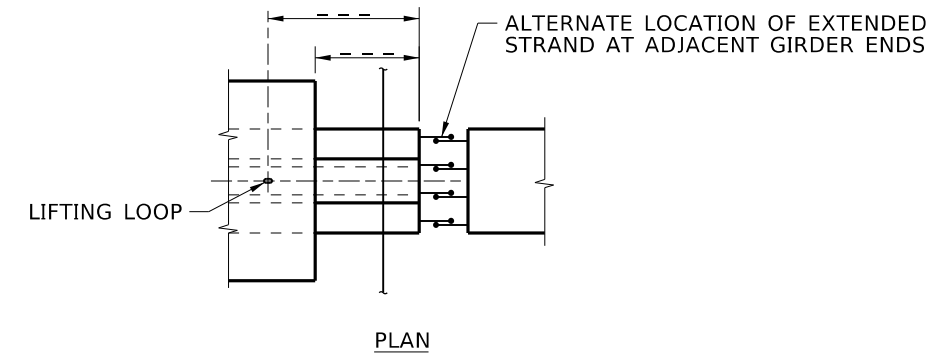 ALTERNATE LOCATION OF EXTENDED
STRAND AT ADJACENT GIRDER ENDS
LIFTING LOOP
PLAN